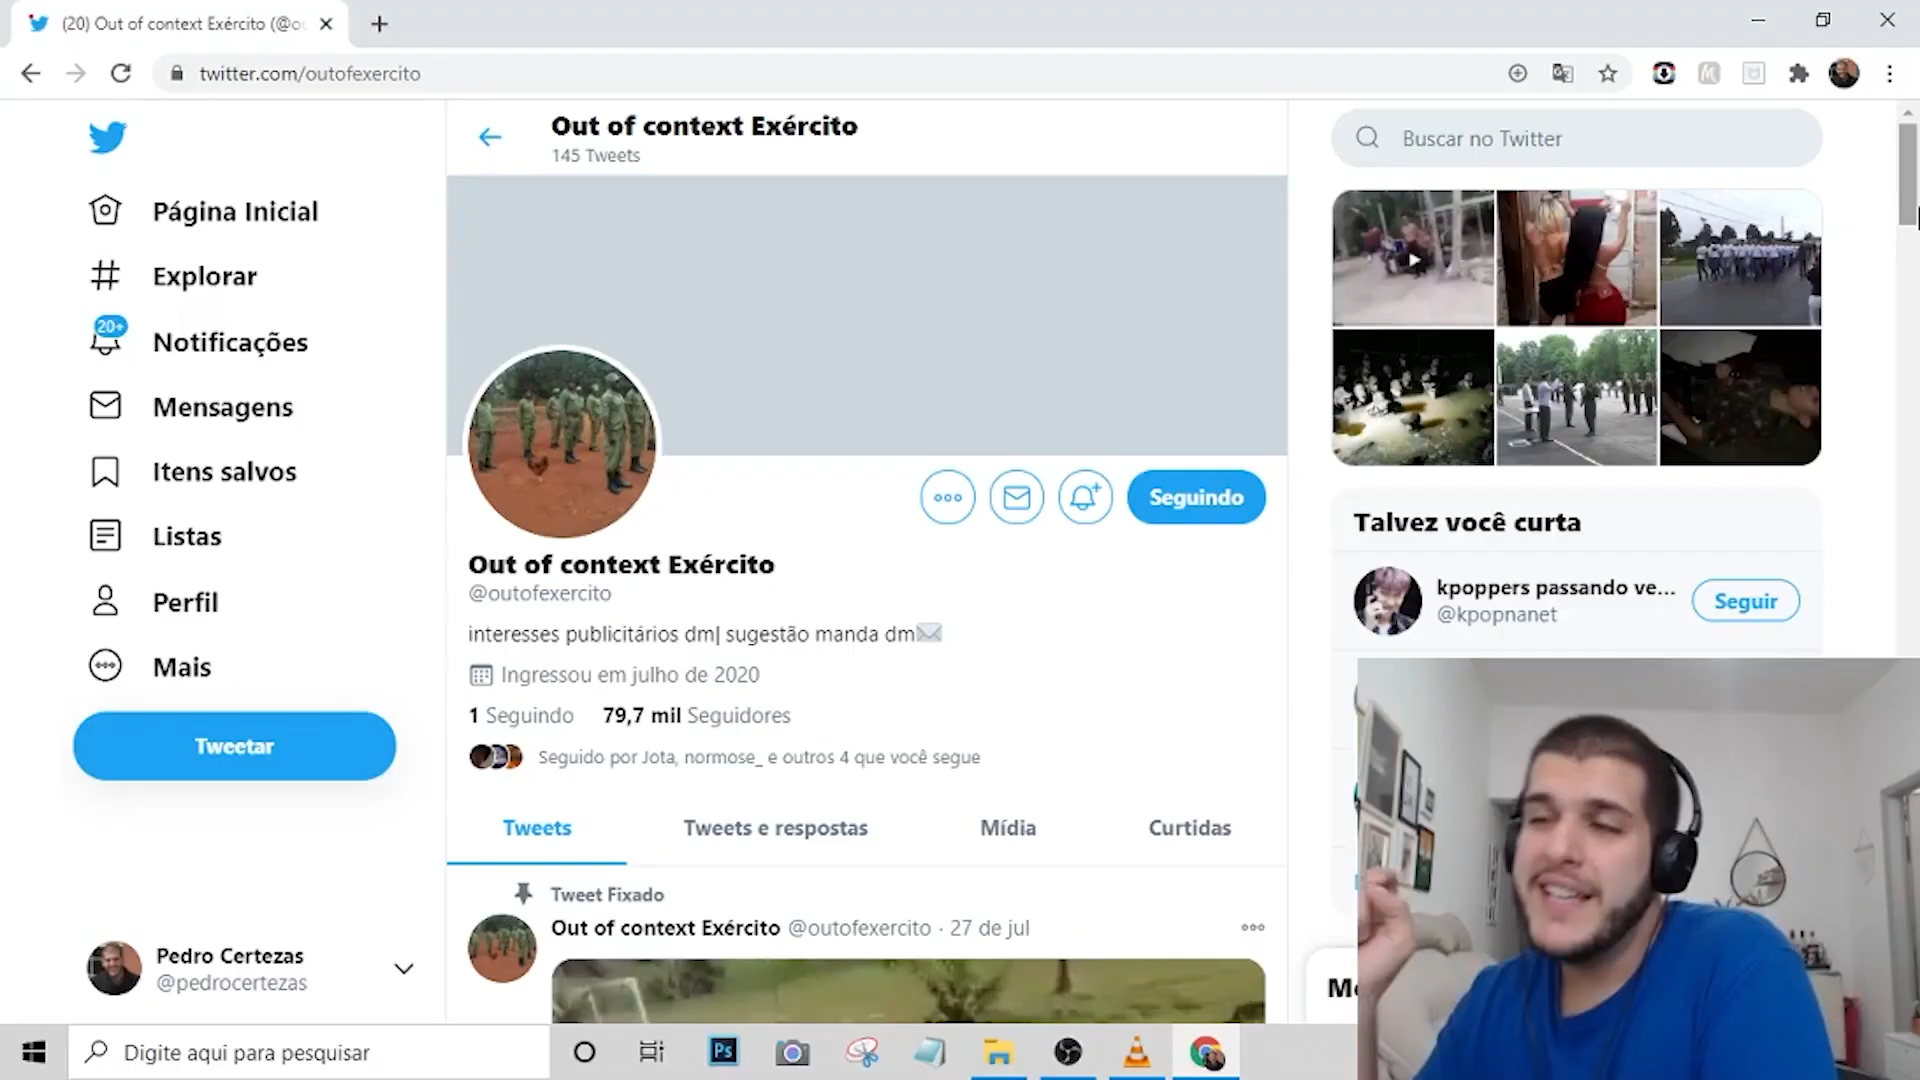 (20) Out of context Exército (@ou
twitter.com/outofexercito
Out of context Exército
145 Tweets
Buscar no Twitter
Página Inicial
Explorar
20+
Notificações
Mensagens
Itens salvos
Listas
Perfil
Mais
Tweetar
Seguindo
Out of context Exército
@outofexercito
interesses publicitários dm| sugestão manda dm
Ingressou em julho de 2020
1 Seguindo 79,7 mil Seguidores
Seguido por Jota, normose_ e outros 4 que você segue
Talvez você curta
kpoppers passando ve...
@kpopnanet
Seguir
Tweets
Tweets e respostas
Mídia
Curtidas
Tweet Fixado
Out of context Exército @outofexercito · 27 de jul
Pedro Certezas
@pedrocertezas
Digite aqui para pesquisar
Ps